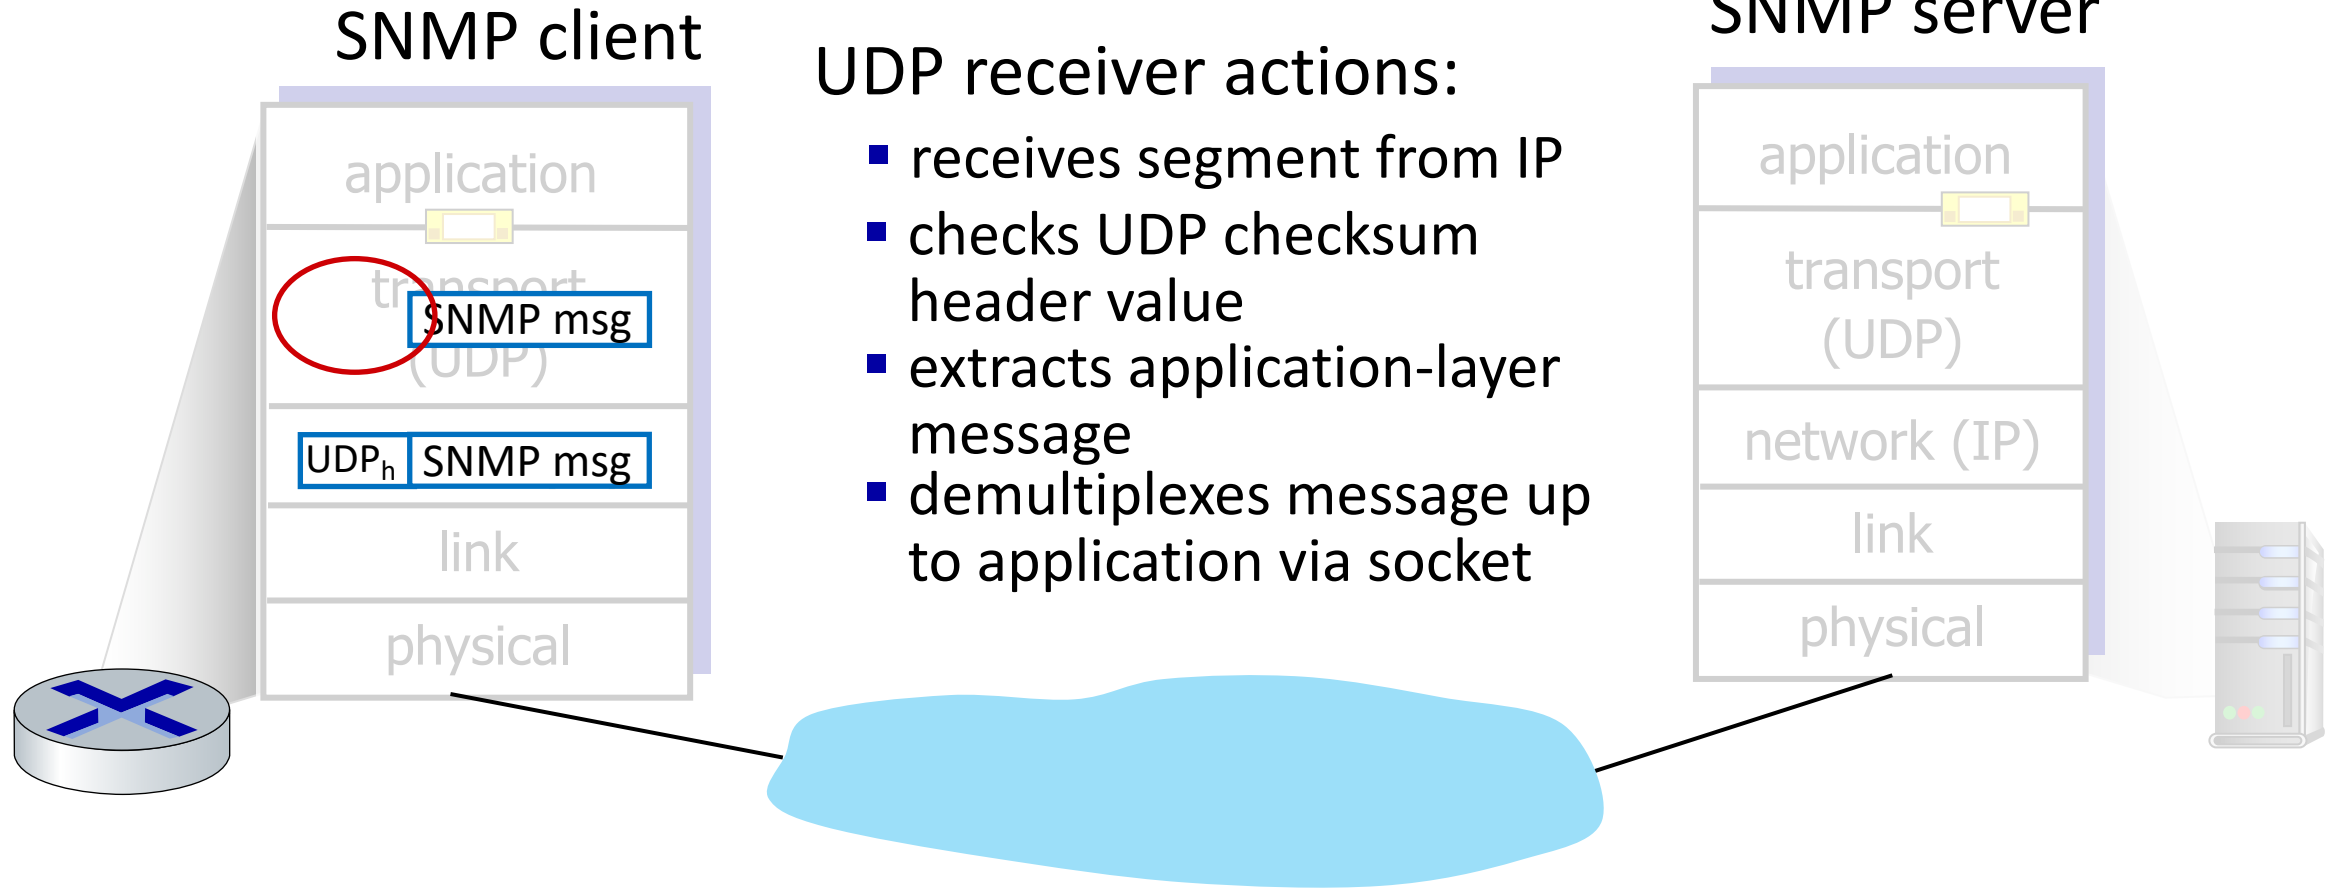 SNMP client
SNMP server
UDP receiver actions:
receives segment from IP
checks UDP checksum
header value
extracts application-layer
message
demultiplexes message up
to application via socket
application
transport
SNMP msg
(UDP)
UDPh SNMP msg
link
physical
application
transport
(UDP)
network (IP)
link
physical